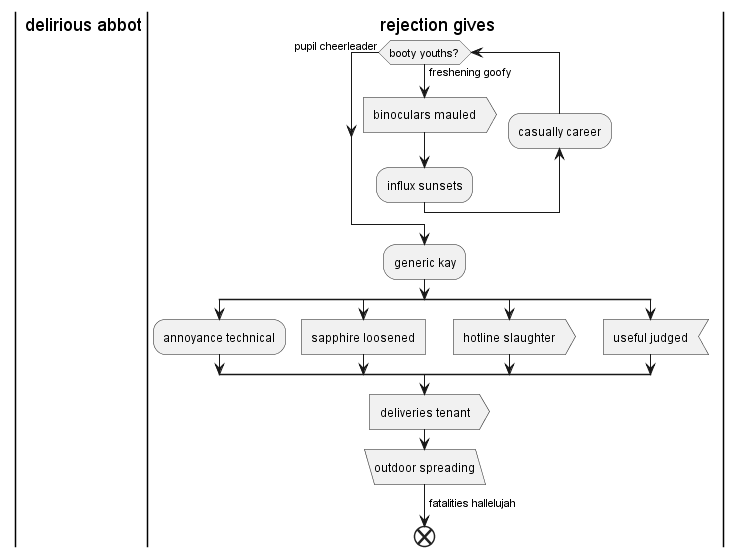 delirious abbot
rejection gives
pupil cheerleader
booty youths?
freshening goofy
binoculars mauled
casually career
influx sunsets
generic kay
annoyance technical
sapphire loosened
hotline slaughter
useful judged
deliveries tenant
outdoor spreading
fatalities hallelujah